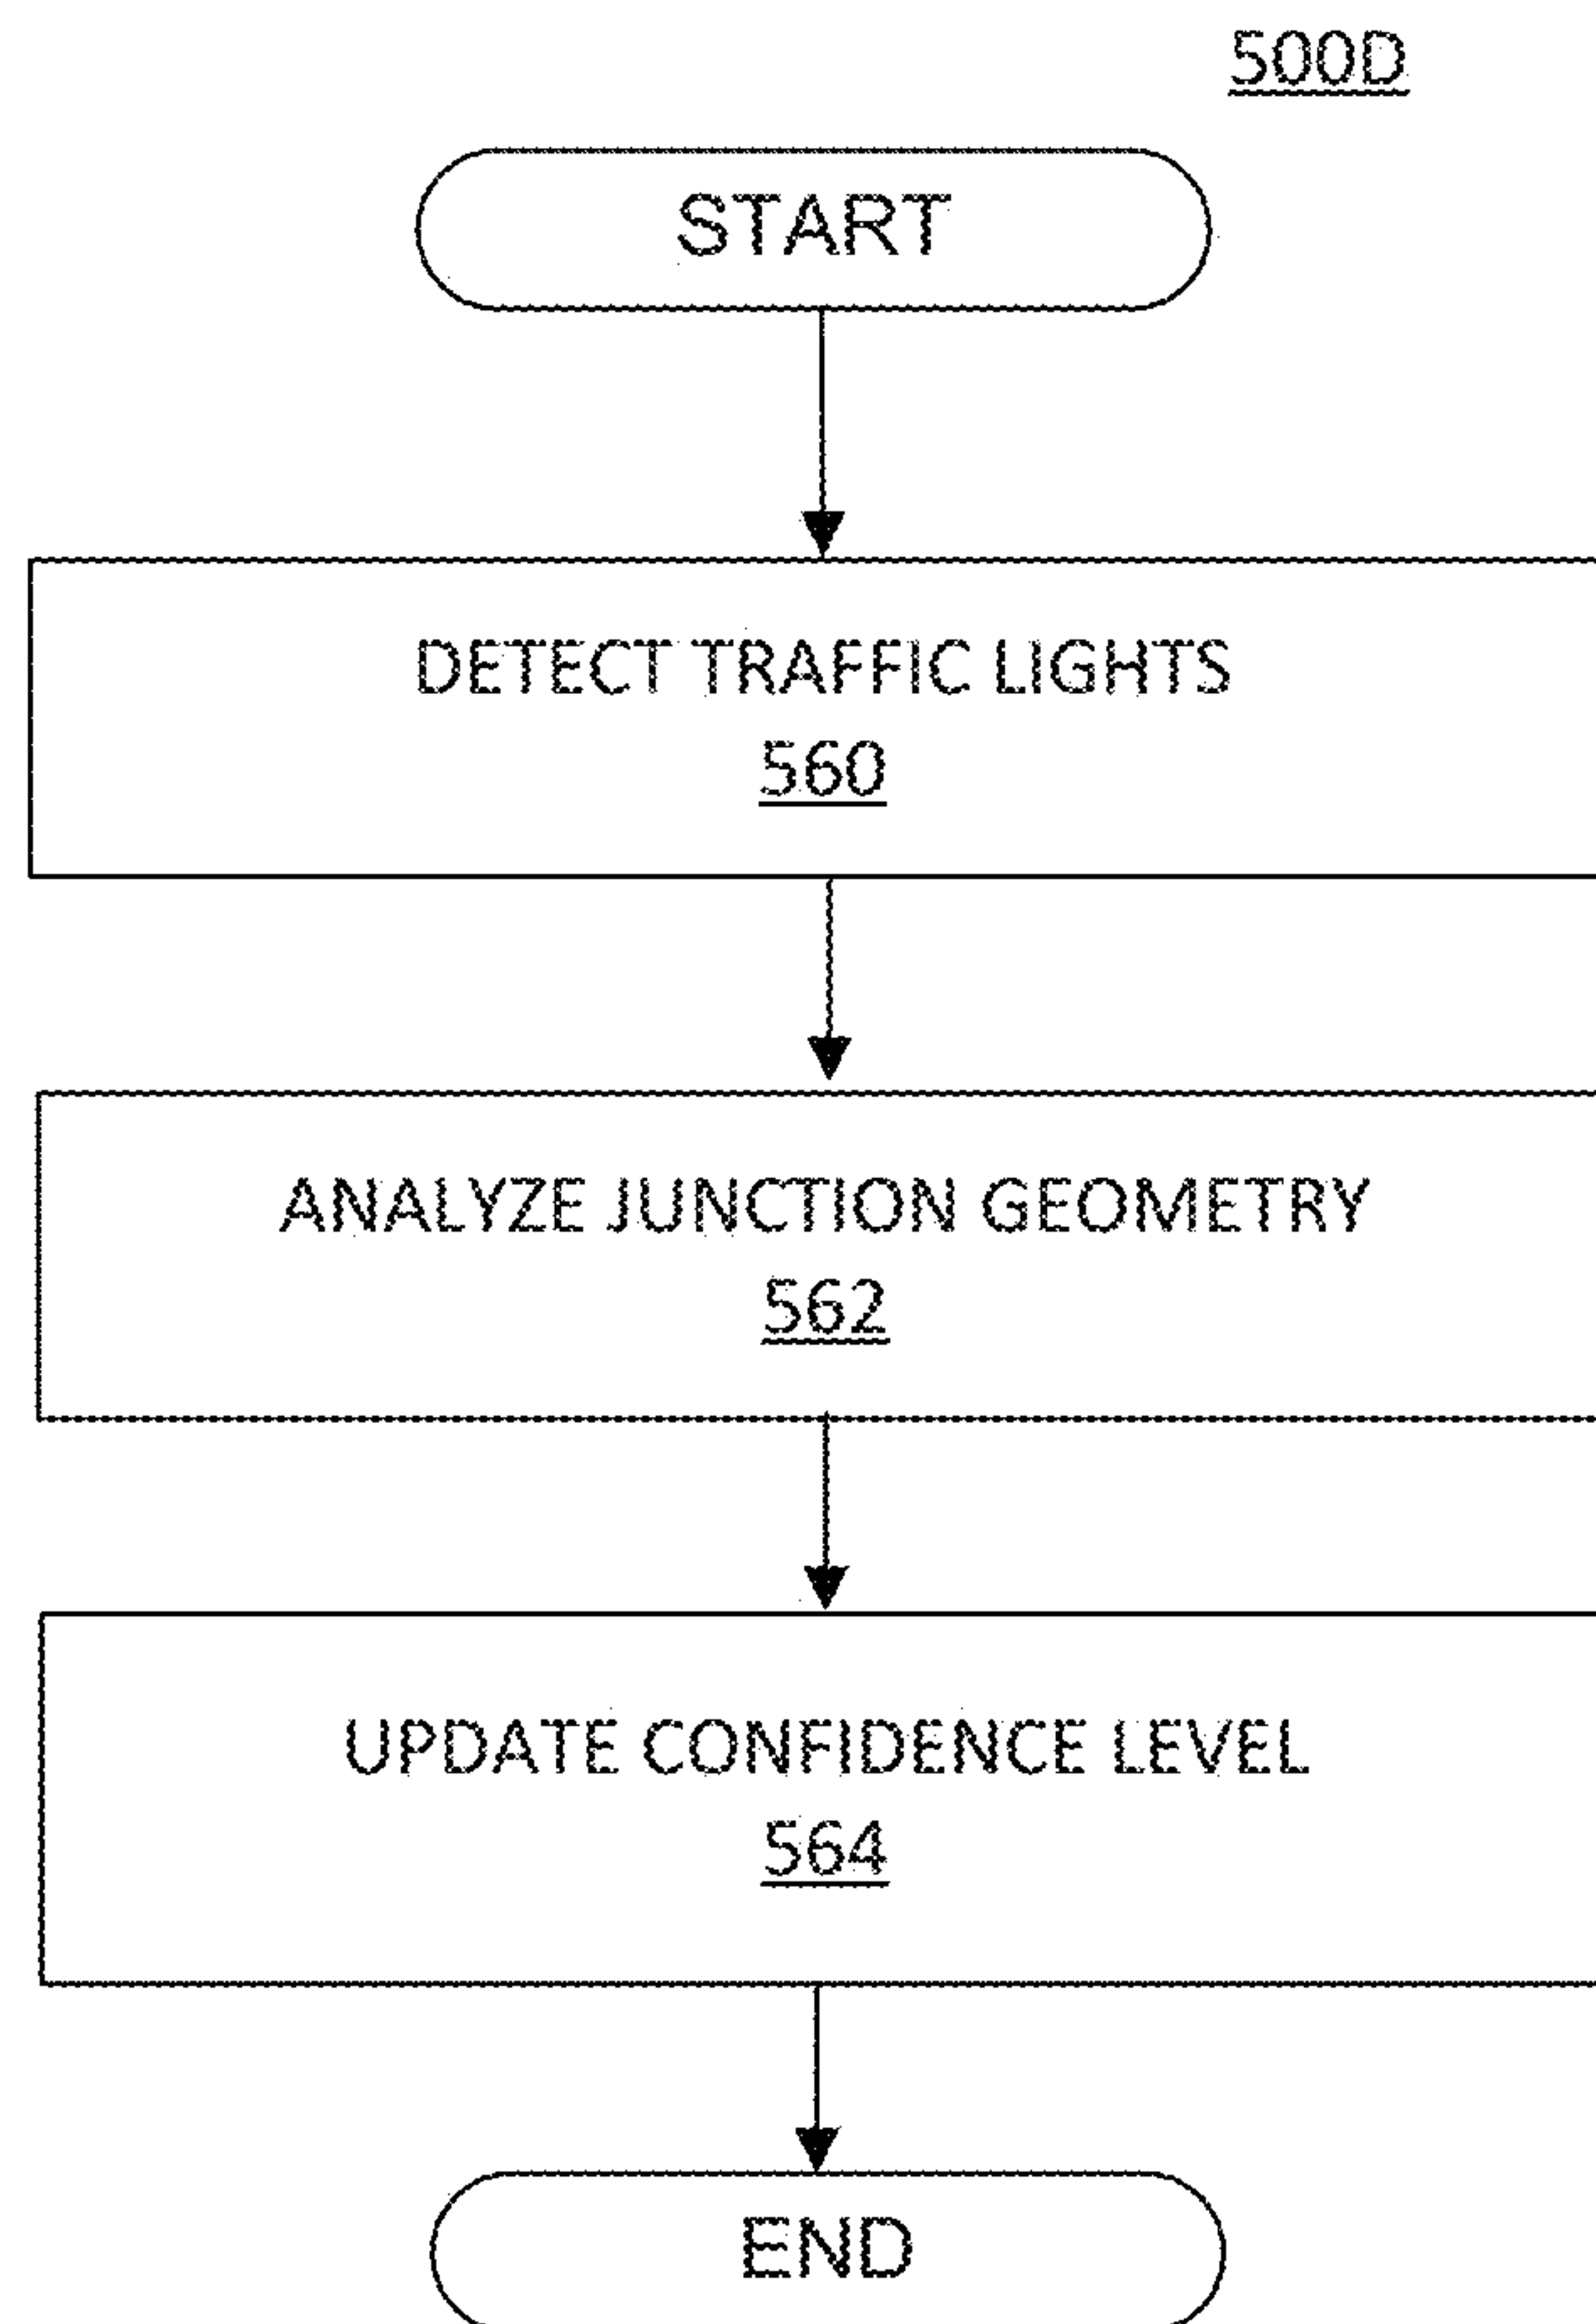 500D
START
DETECT TRAFFIC LIGHTS
560
ANALYZE JUNCTION GEOMETRY
562
UPDATE CONFIDENCE LEVEL
564
END